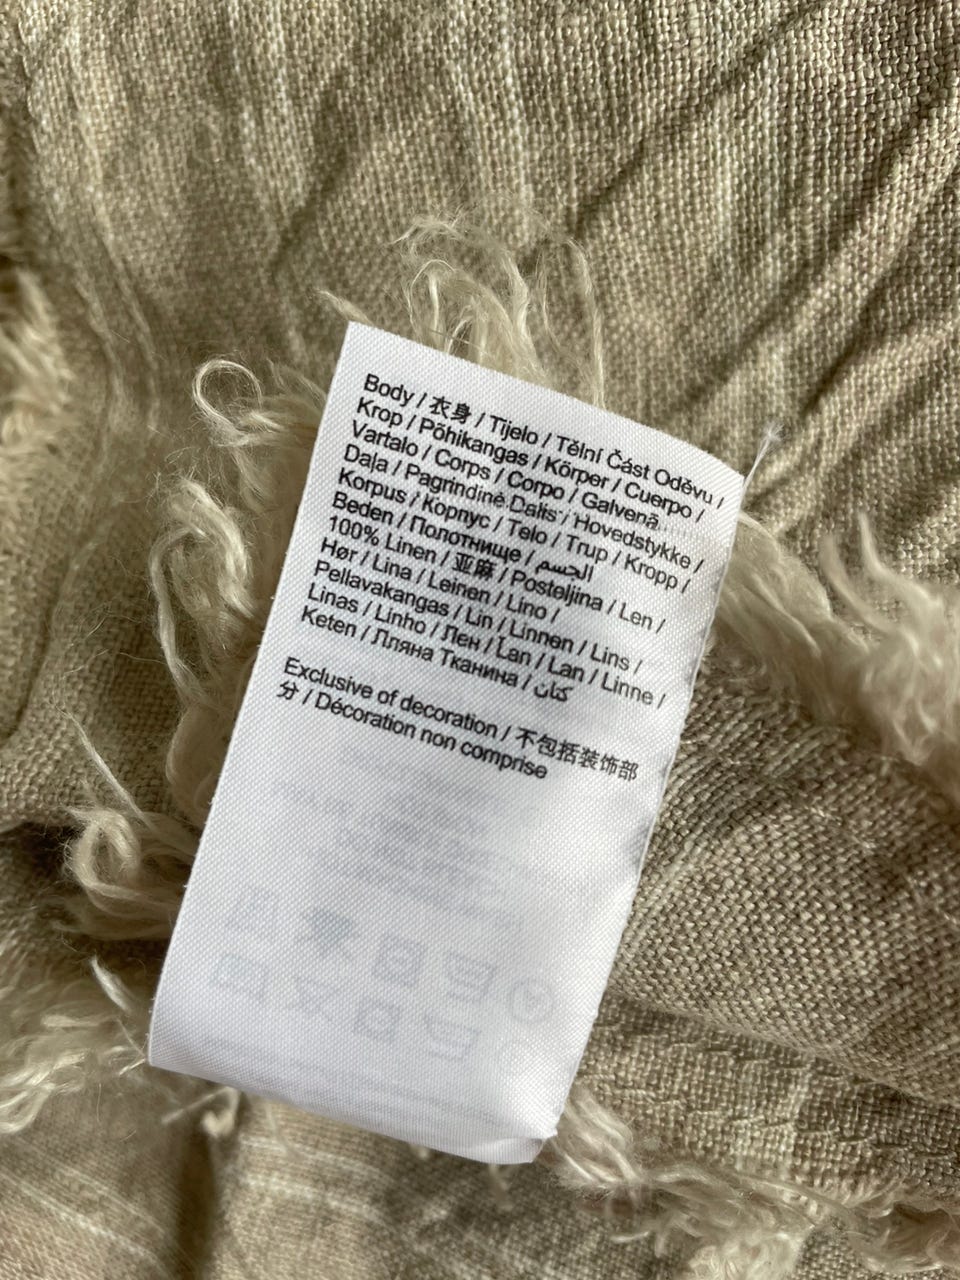 Body / 衣身 / Tijelo / Tělní Část Oděvu /
Krop / Põhikangas / Körper / Cuerpo /
Vartalo / Corps / Corpo / Galvenā
Daļa / Pagrindinė Dalis / Hovedstykke /
Korpus / Корпус / Telo / Trup / Kropp /
Beden / Полотнище / الجسم
100% Linen / 亚麻 / Posteljina / Len /
Hør / Lina / Leinen / Lino /
Pellavakangas / Lin / Linnen / Lins /
Linas / Linho / Лен / Ľan / Lan / Linne /
Keten / Лляна Тканина / كتان
Exclusive of decoration / 不包括装饰部
分 / Décoration non comprise